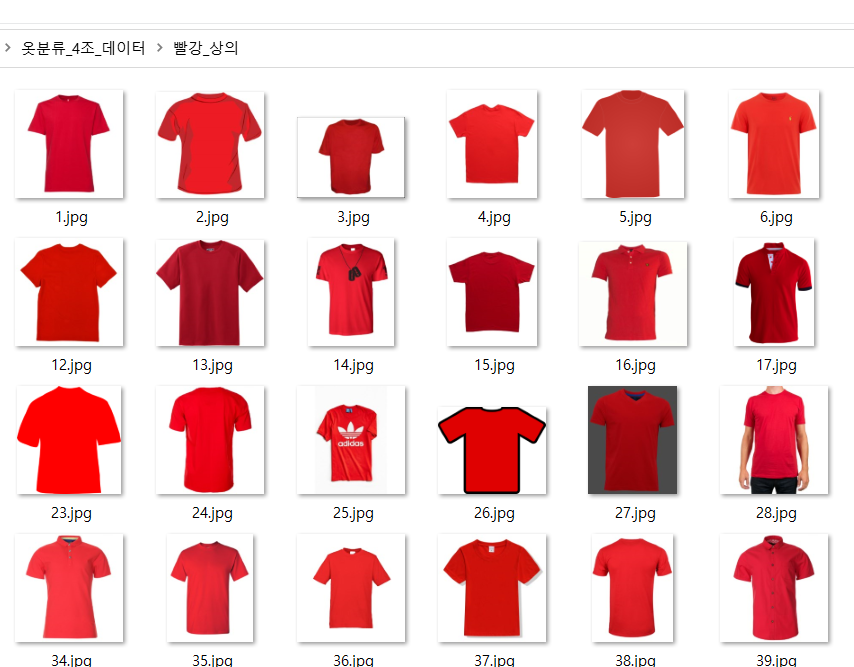 옷분류_4조_데이터 > 빨강_상의
1.jpg 2.jpg 3.jpg 4.jpg 5.jpg 6.jpg
12.jpg 13.jpg 14.jpg 15.jpg 16.jpg 17.jpg
adidas
23.jpg 24.jpg 25.jpg 26.jpg 27.jpg 28.jpg
34.jpg 35.jpg 36.jpg 37.jpg 38.jpg 39.jpg